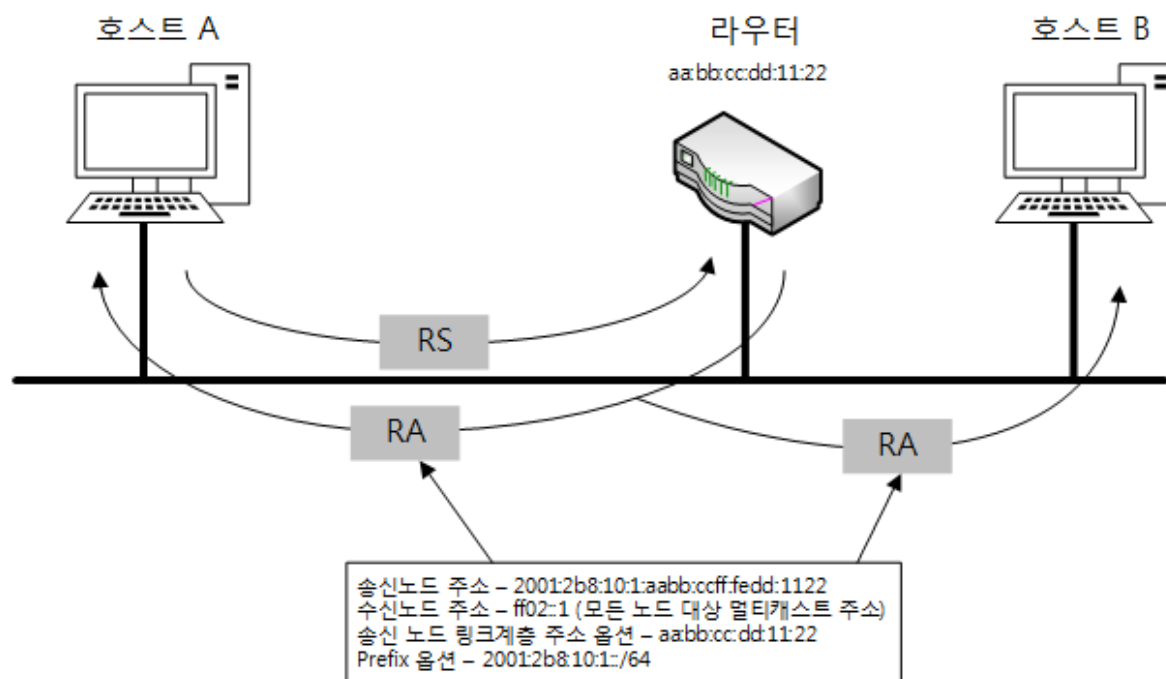 호스트 A
라우터
호스트 B
aa:bb:cc:dd:11:22
RS
RA
RA
송신노드 주소 – 2001:2b8:10:1:aabb:ccff:fedd:1122
수신노드 주소 – ff02::1 (모든 노드 대상 멀티캐스트 주소)
송신 노드 링크계층 주소 옵션 – aa:bb:cc:dd:11:22
Prefix 옵션 – 2001:2b8:10:1::/64